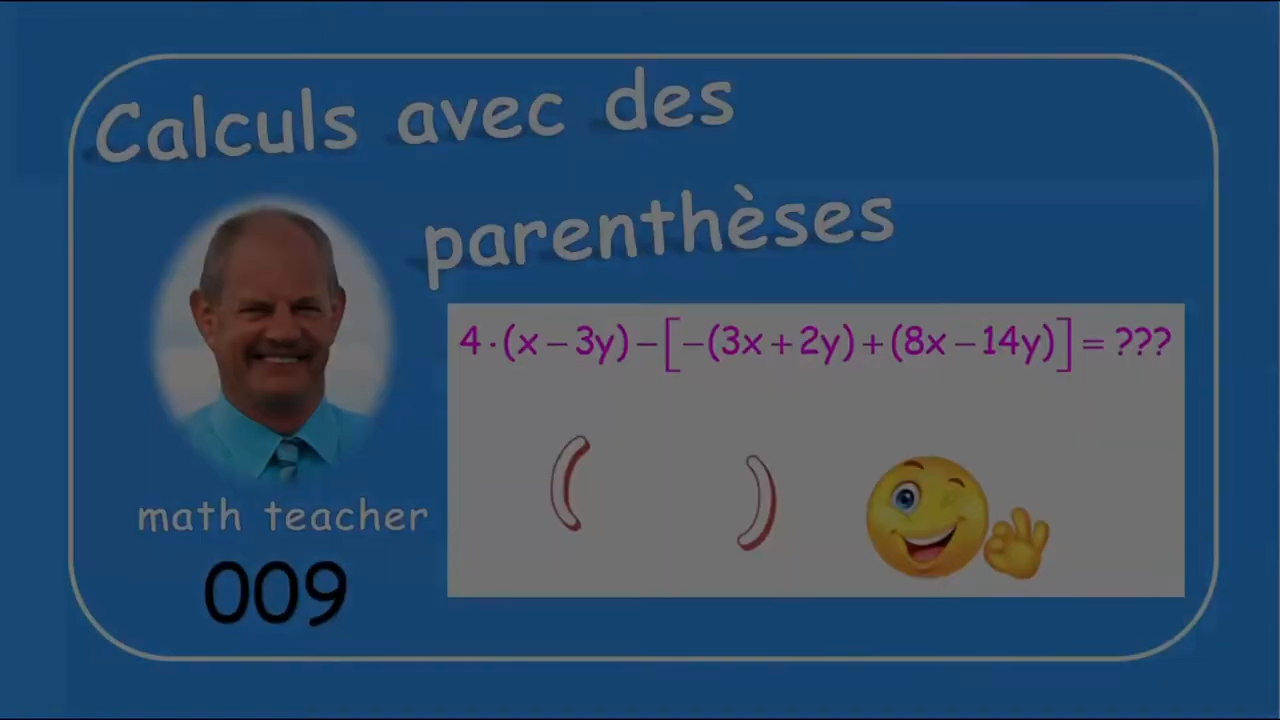 Calculs avec des
parenthèses
4·(x–3y)–[–(3x+2y)+(8x–14y)]= ???
( )
math teacher
009